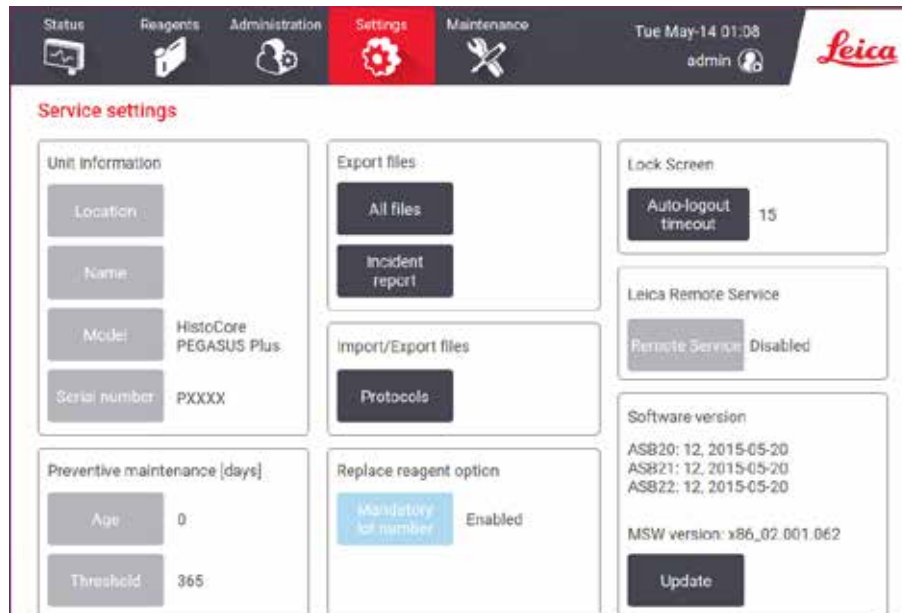 Status
Reagents
Administration
Settings
Maintenance
Tue May-14 01:08
admin
Leica
Service settings
Unit Information
Location
Name
Model
HistoCore
PEGASUS Plus
Serial number
PXXXX
Preventive maintenance [days]
Age
0
Threshold
365
Export files
All files
Incident
report
Import/Export files
Protocols
Replace reagent option
Mandatory
lot number
Enabled
Lock Screen
Auto-logout
timeout
15
Leica Remote Service
Remote Service
Disabled
Software version
ASB20: 12, 2015-05-20
ASB21: 12, 2015-05-20
ASB22: 12, 2015-05-20
MSW version: x86_02.001.062
Update